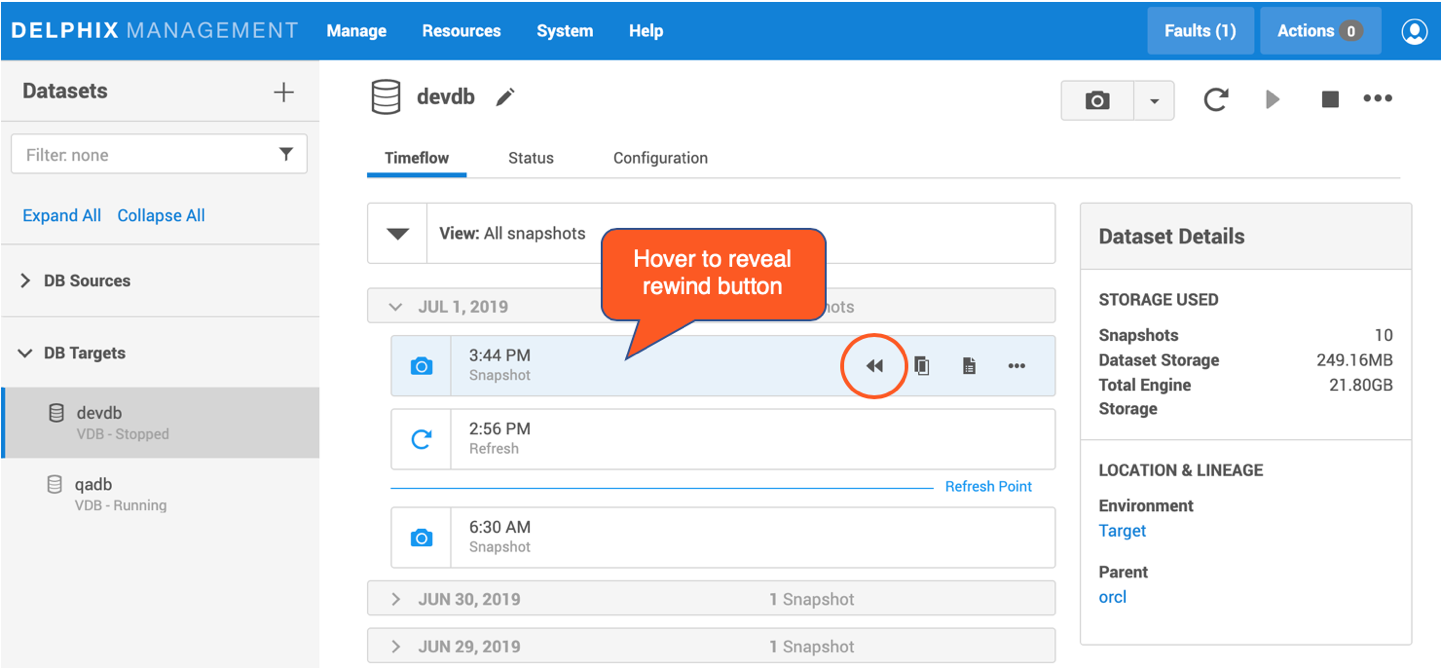 DELPHIX MANAGEMENT Manage Resources System Help Faults (1) Actions 0
Datasets
Filter: none
Expand All Collapse All
DB Sources
DB Targets
devdb
VDB - Stopped
qadb
VDB - Running
devdb
Timeflow Status Configuration
View: All snapshots
Hover to reveal
rewind button
JUL 1, 2019
3:44 PM
Snapshot
2:56 PM
Refresh
Refresh Point
6:30 AM
Snapshot
JUN 30, 2019 1 Snapshot
JUN 29, 2019 1 Snapshot
Dataset Details
STORAGE USED
Snapshots 10
Dataset Storage 249.16MB
Total Engine 21.80GB
Storage
LOCATION & LINEAGE
Environment
Target
Parent
orcl